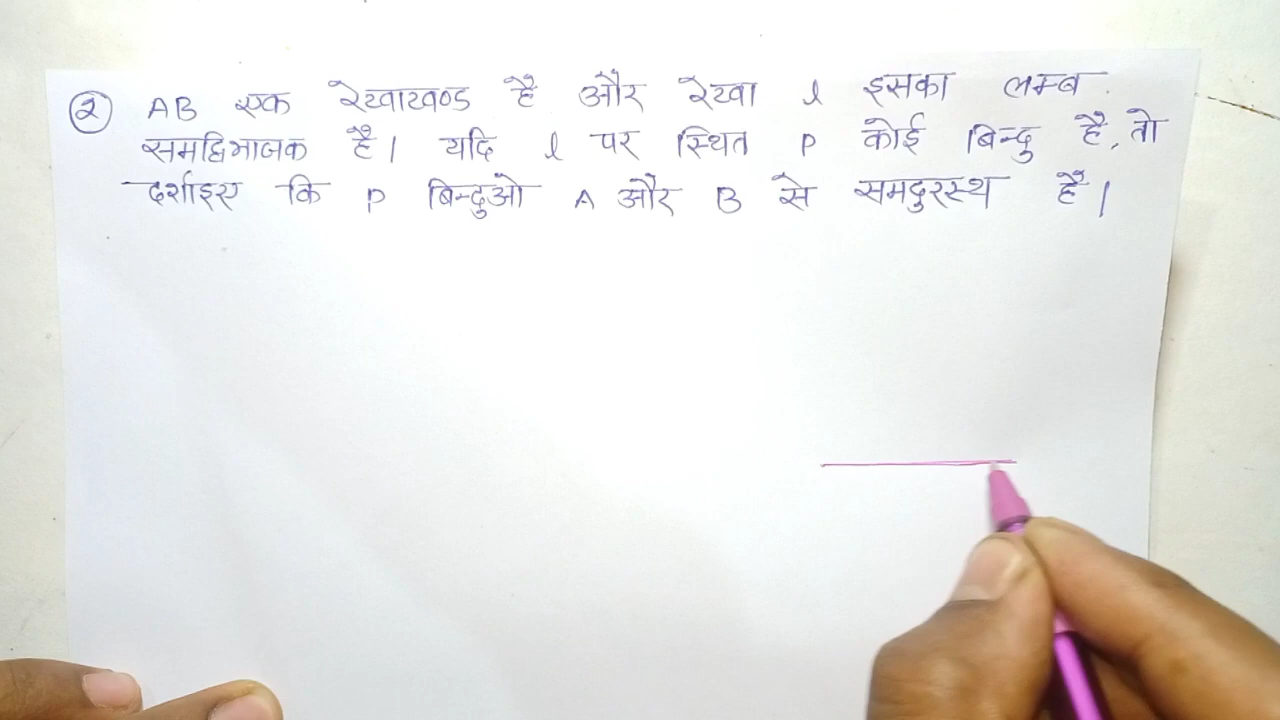 ② AB एक रेखाखण्ड है और रेखा l इसका लम्ब
समद्विभाजक है। यदि l पर स्थित P कोई बिन्दु है, तो
दर्शाइए कि P बिन्दुओ A और B से समदुरस्थ है।